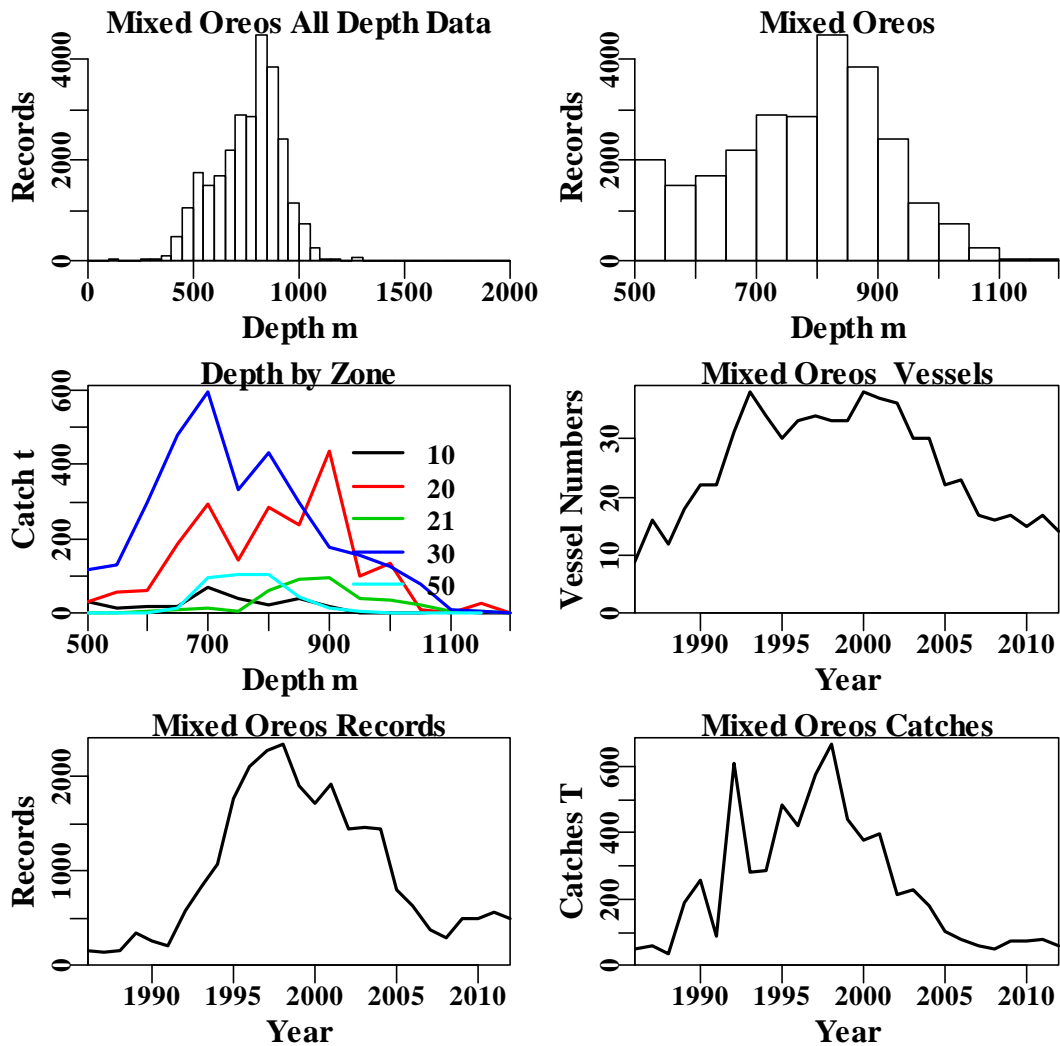 Mixed Oreos All Depth Data
Records
0 2000 4000
0 500 1000 1500 2000
Depth m
Mixed Oreos
Records
0 2000 4000
500 700 900 1100
Depth m
Depth by Zone
Catch t
0 200 400 600
10
20
21
30
50
500 700 900 1100
Depth m
Mixed Oreos Vessels
Vessel Numbers
0 10 20 30
1990 1995 2000 2005 2010
Year
Mixed Oreos Records
Records
0 1000 2000
1990 1995 2000 2005 2010
Year
Mixed Oreos Catches
Catches T
0 200 400 600
1990 1995 2000 2005 2010
Year